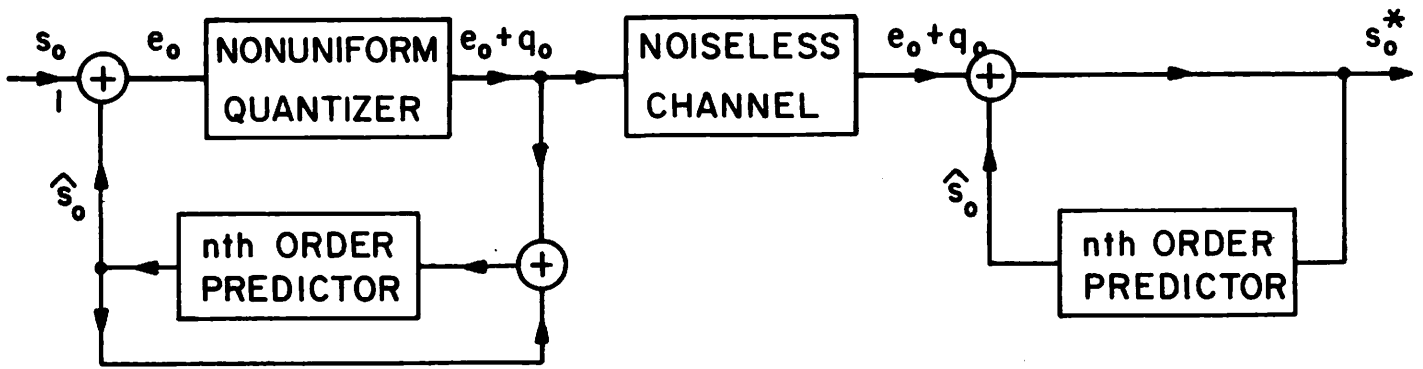 s₀
e₀
NONUNIFORM
QUANTIZER
e₀+q₀
NOISELESS
CHANNEL
e₀+q₀
s₀*
+
+
ŝ₀
nth ORDER
PREDICTOR
+
ŝ₀
nth ORDER
PREDICTOR